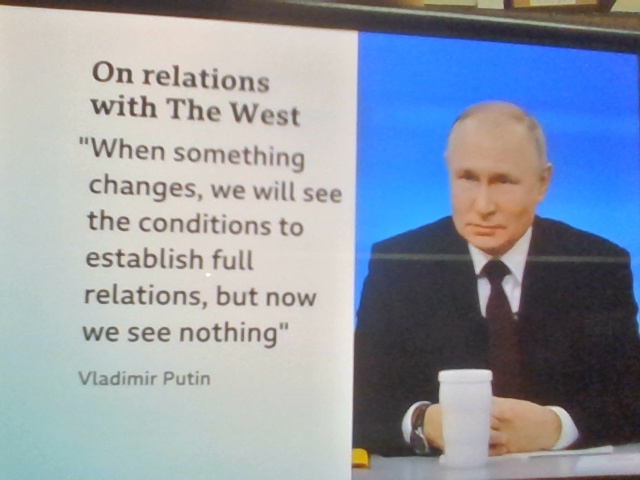 On relations
with The West
"When something
changes, we will see
the conditions to
establish full
relations, but now
we see nothing"
Vladimir Putin